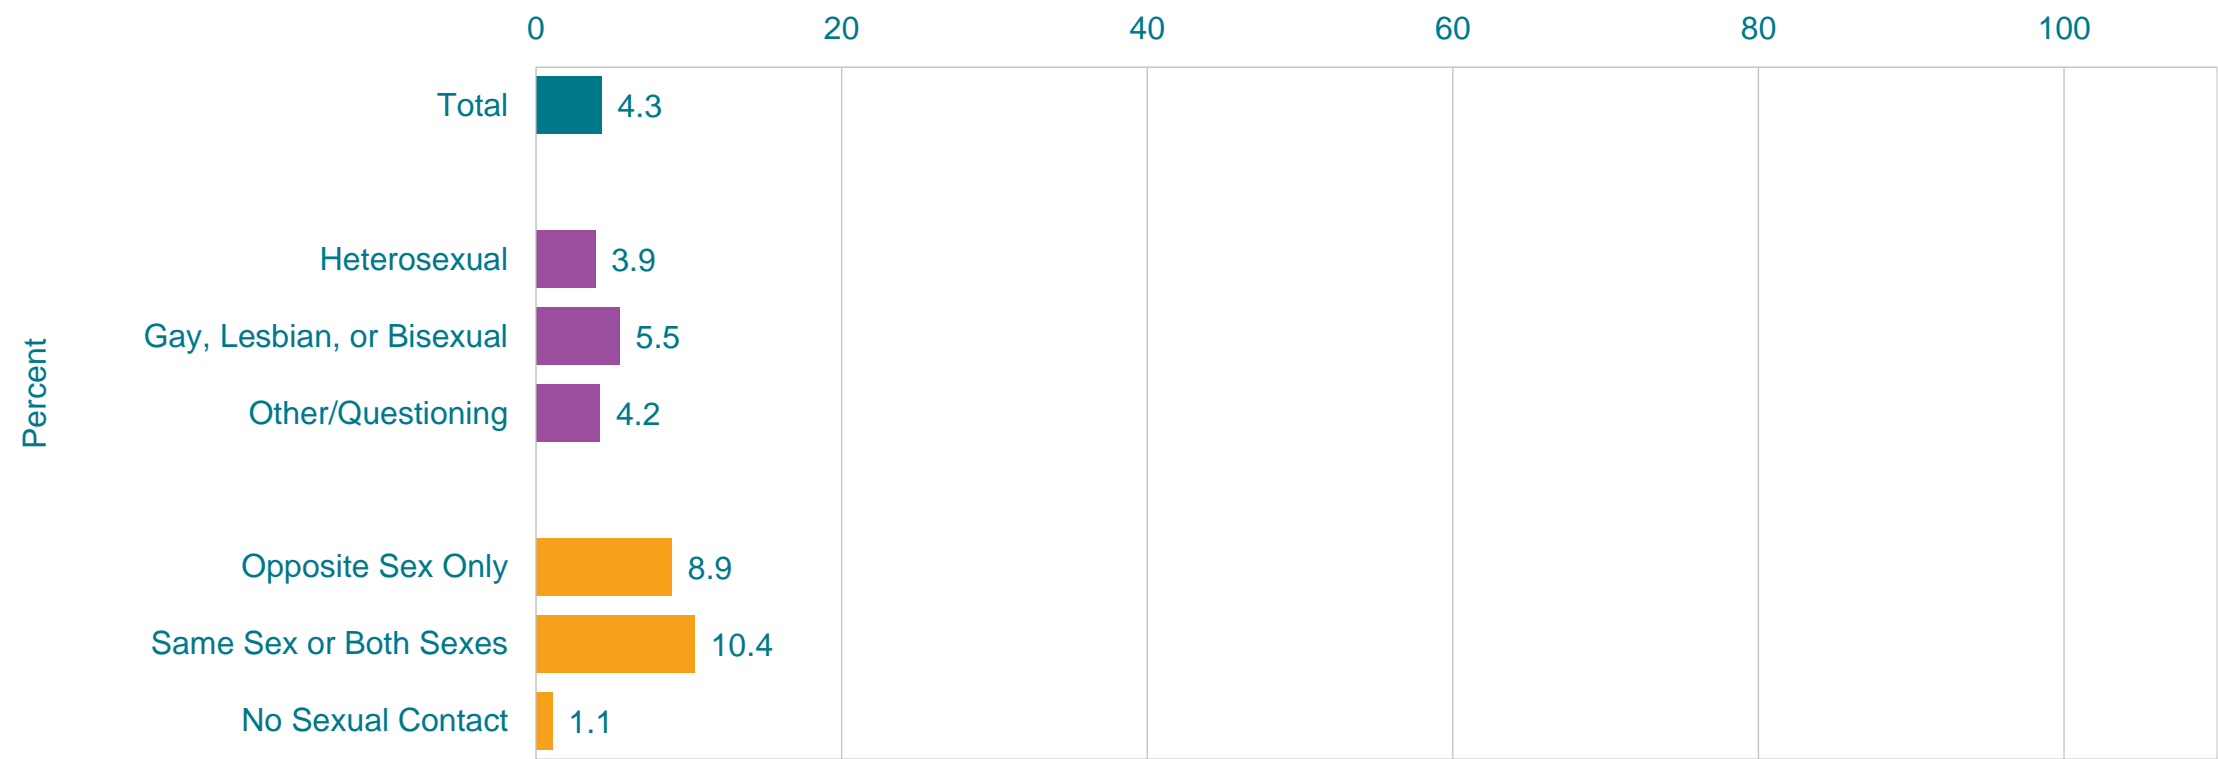 0 20 40 60 80 100
Total 4.3
Heterosexual 3.9
Gay, Lesbian, or Bisexual 5.5
Other/Questioning 4.2
Opposite Sex Only 8.9
Same Sex or Both Sexes 10.4
No Sexual Contact 1.1
Percent